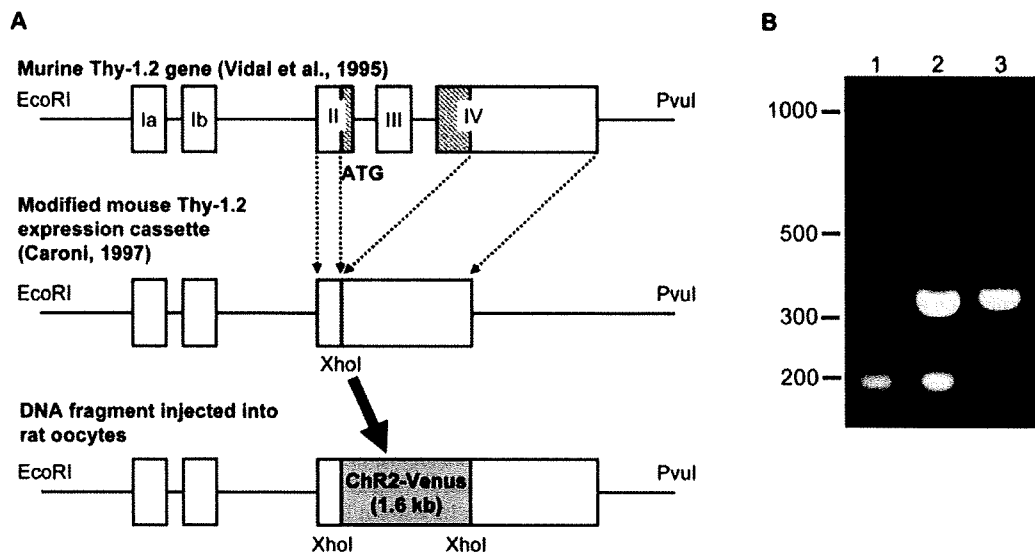 A
Murine Thy-1.2 gene (Vidal et al., 1995)
EcoRI
Ia
Ib
II
III
IV
PvuI
ATG
Modified mouse Thy-1.2
expression cassette
(Caroni, 1997)
EcoRI
PvuI
XhoI
DNA fragment injected into
rat oocytes
EcoRI
ChR2-Venus
(1.6 kb)
PvuI
XhoI
XhoI
B
1 2 3
1000
500
300
200